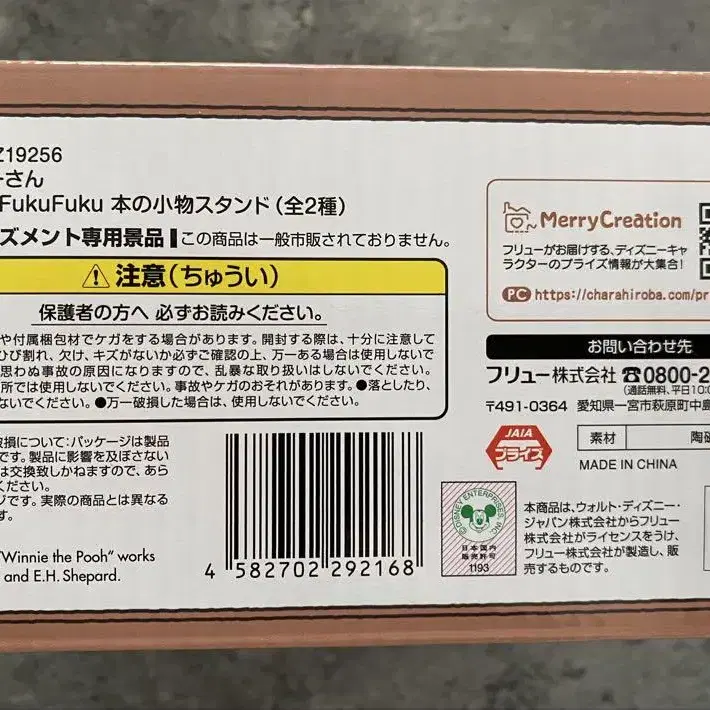 Z19256
ーさん
FukuFuku 本の小物スタンド(全2種)
ズメント専用景品 この商品は一般市販されておりません。
⚠注意(ちゅうい)
保護者の方へ 必ずお読みください。
や付属梱包材でケガをする場合があります。開封する際は、十分に注意して
ひび割れ、欠け、キズがないか必ずご確認の上、万一ある場合は使用しないで
思わぬ事故の原因になりますので、乱暴な取り扱いはしないでください。
所では使用しないでください。事故やケガのおそれがあります。●落としたり、
ないでください。●万一破損した場合は、使用しないでください。
破損について:パッケージは製品
です。製品に影響を及ぼさない
は交換致しかねますので、あら
ください。
ジです。実際の商品とは異なる
す。
"Winnie the Pooh" works
and E.H. Shepard.
4 582702 292168
MerryCreation
フリューがお届けする、ディズニーキャ
ラクターのプライズ情報が大集合!
PC https://charahiroba.com/pr
お問い合わせ先
フリュー株式会社 ☎0800-2
(通話無料、平日10:0
〒491-0364 愛知県一宮市萩原町中島
JAIA
プライズ
素材 陶磁
MADE IN CHINA
©DISNEY ENTERPRISES INC.
日本国内
販売許可
1193
本商品は、ウォルト・ディズニー・
ジャパン株式会社からフリュー
株式会社がライセンスをうけ、
フリュー株式会社が製造し、販
売するものです。